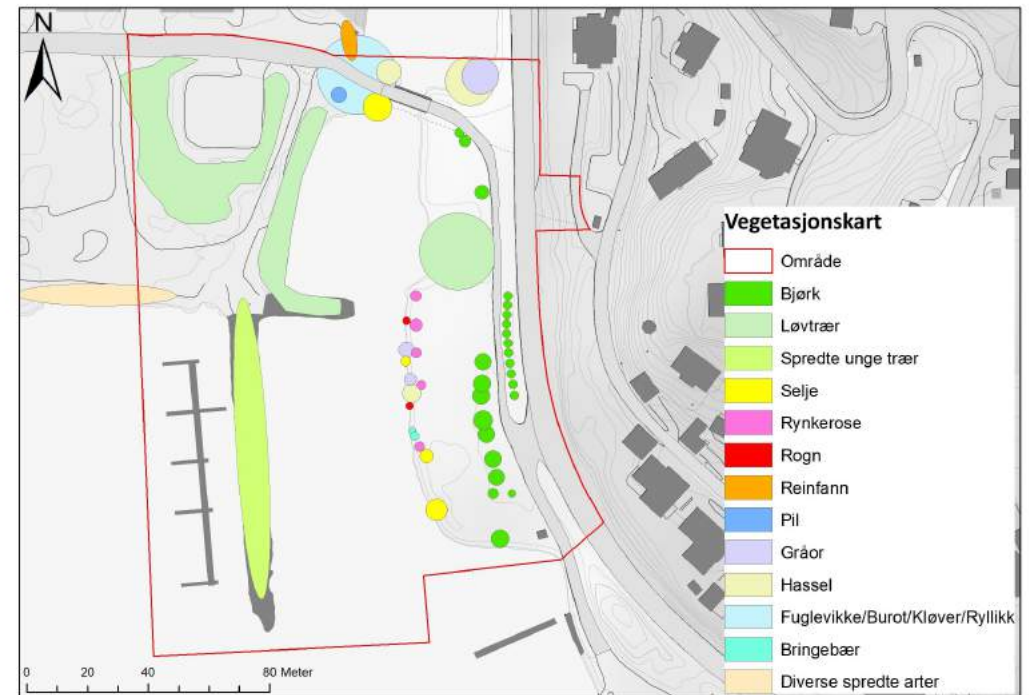 N
Vegetasjonskart
Område
Bjørk
Løvtrær
Spredte unge trær
Selje
Rynkerose
Rogn
Reinfann
Pil
Gråor
Hassel
Fuglevikke/Burot/Kløver/Ryllikk
Bringebær
Diverse spredte arter
0 20 40 80 Meter